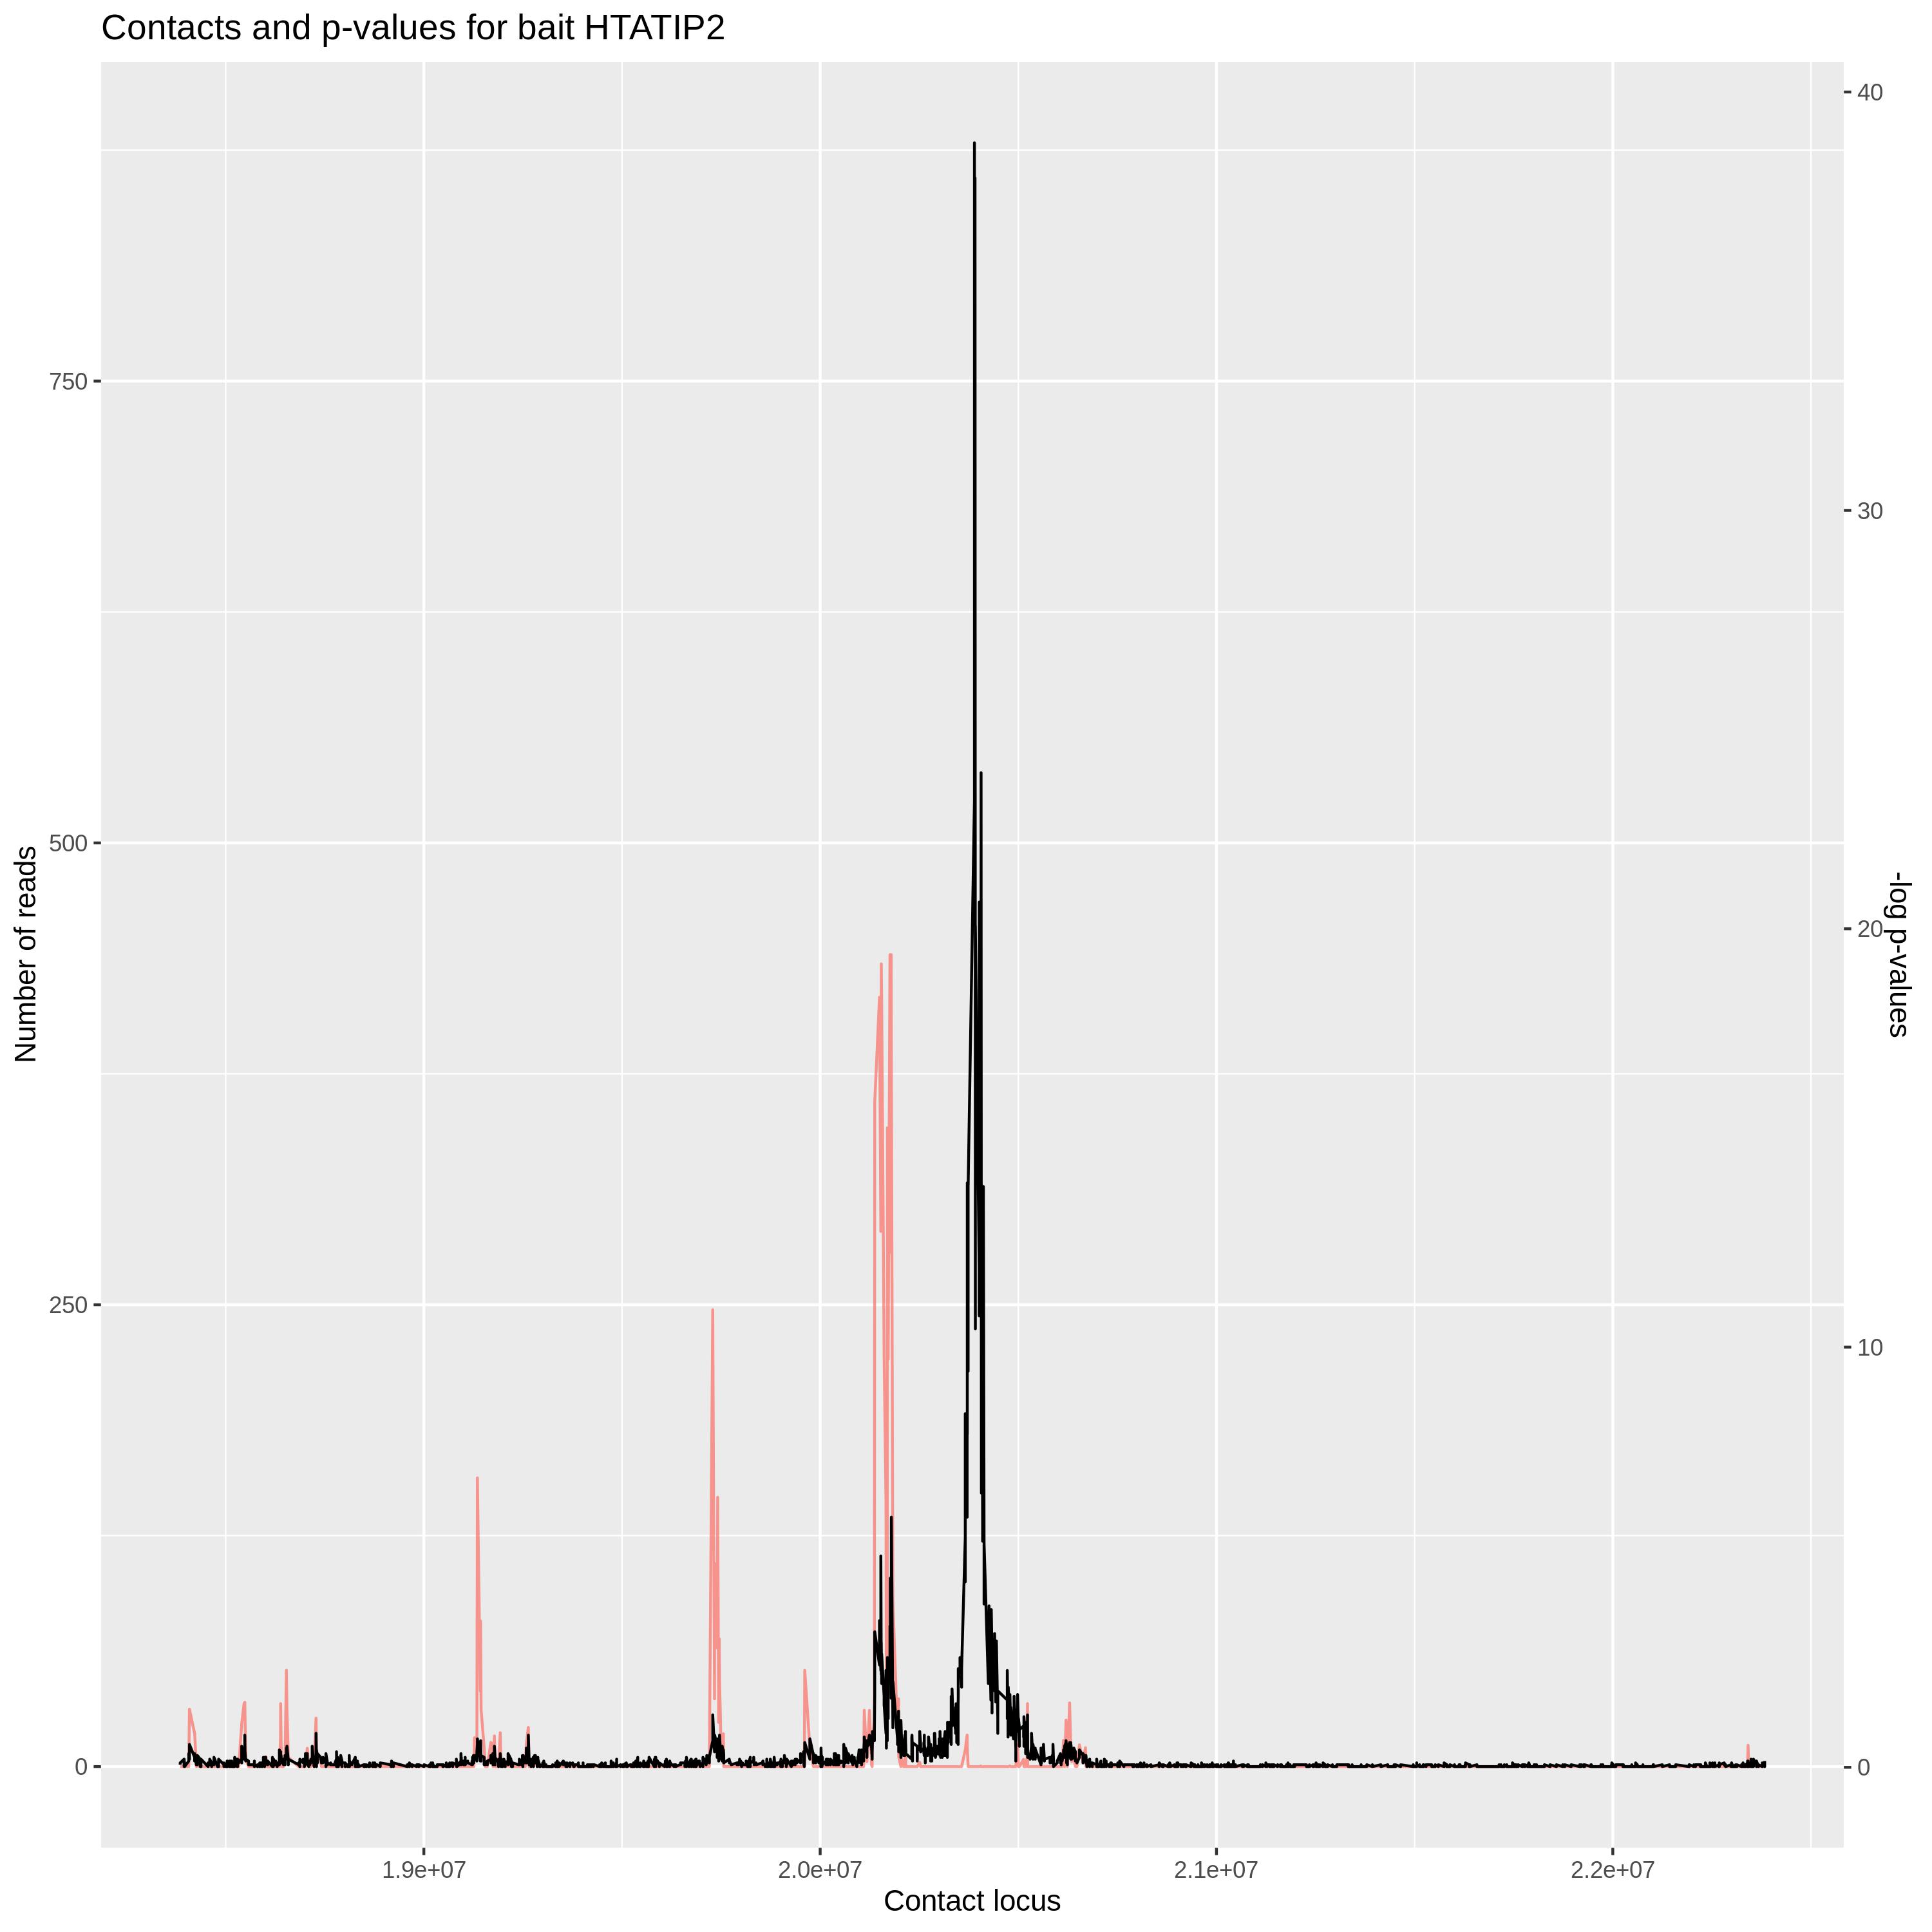 Contacts and p-values for bait HTATIP2
Number of reads
750
500
250
0
40
30
20
10
0
-log p-values
1.9e+07 2.0e+07 2.1e+07 2.2e+07
Contact locus